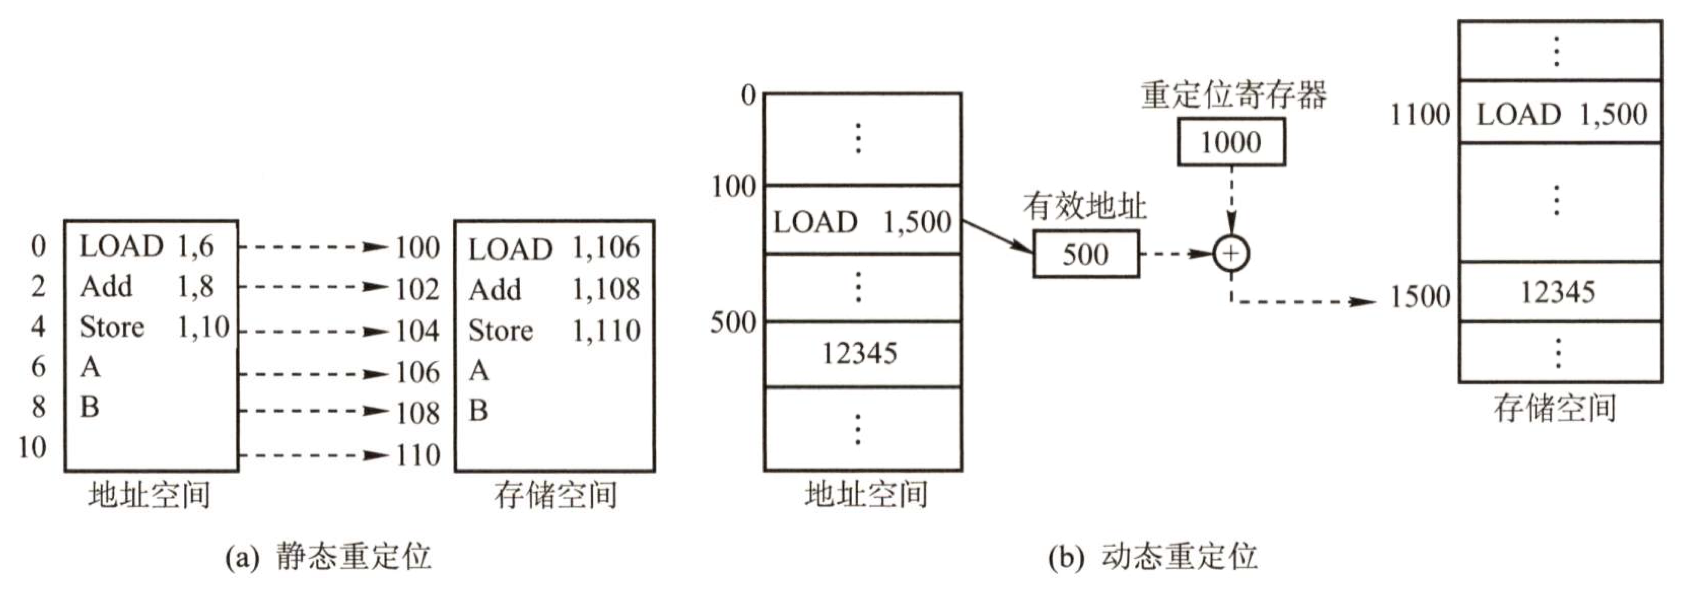 0 LOAD 1,6 100 LOAD 1,106
2 Add 1,8 102 Add 1,108
4 Store 1,10 104 Store 1,110
6 A 106 A
8 B 108 B
10 110
地址空间 存储空间
(a) 静态重定位
0
⋮
100
LOAD 1,500
⋮
500
12345
⋮
地址空间
有效地址
500
重定位寄存器
1000
+
⋮
1100 LOAD 1,500
⋮
1500 12345
⋮
存储空间
(b) 动态重定位